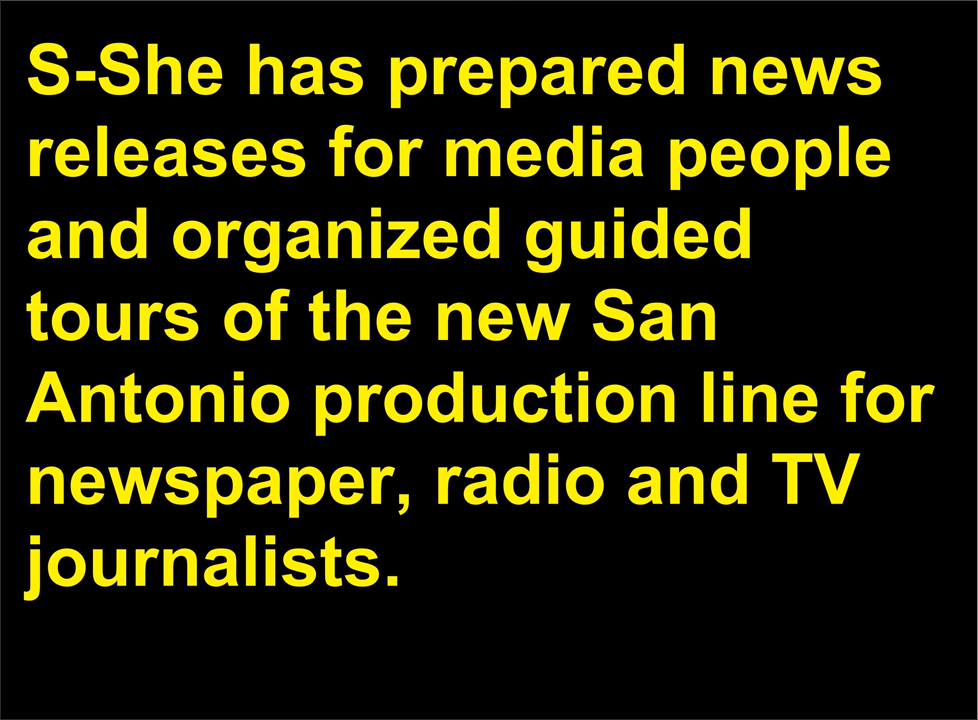 S-She has prepared news
releases for media people
and organized guided
tours of the new San
Antonio production line for
newspaper, radio and TV
journalists.